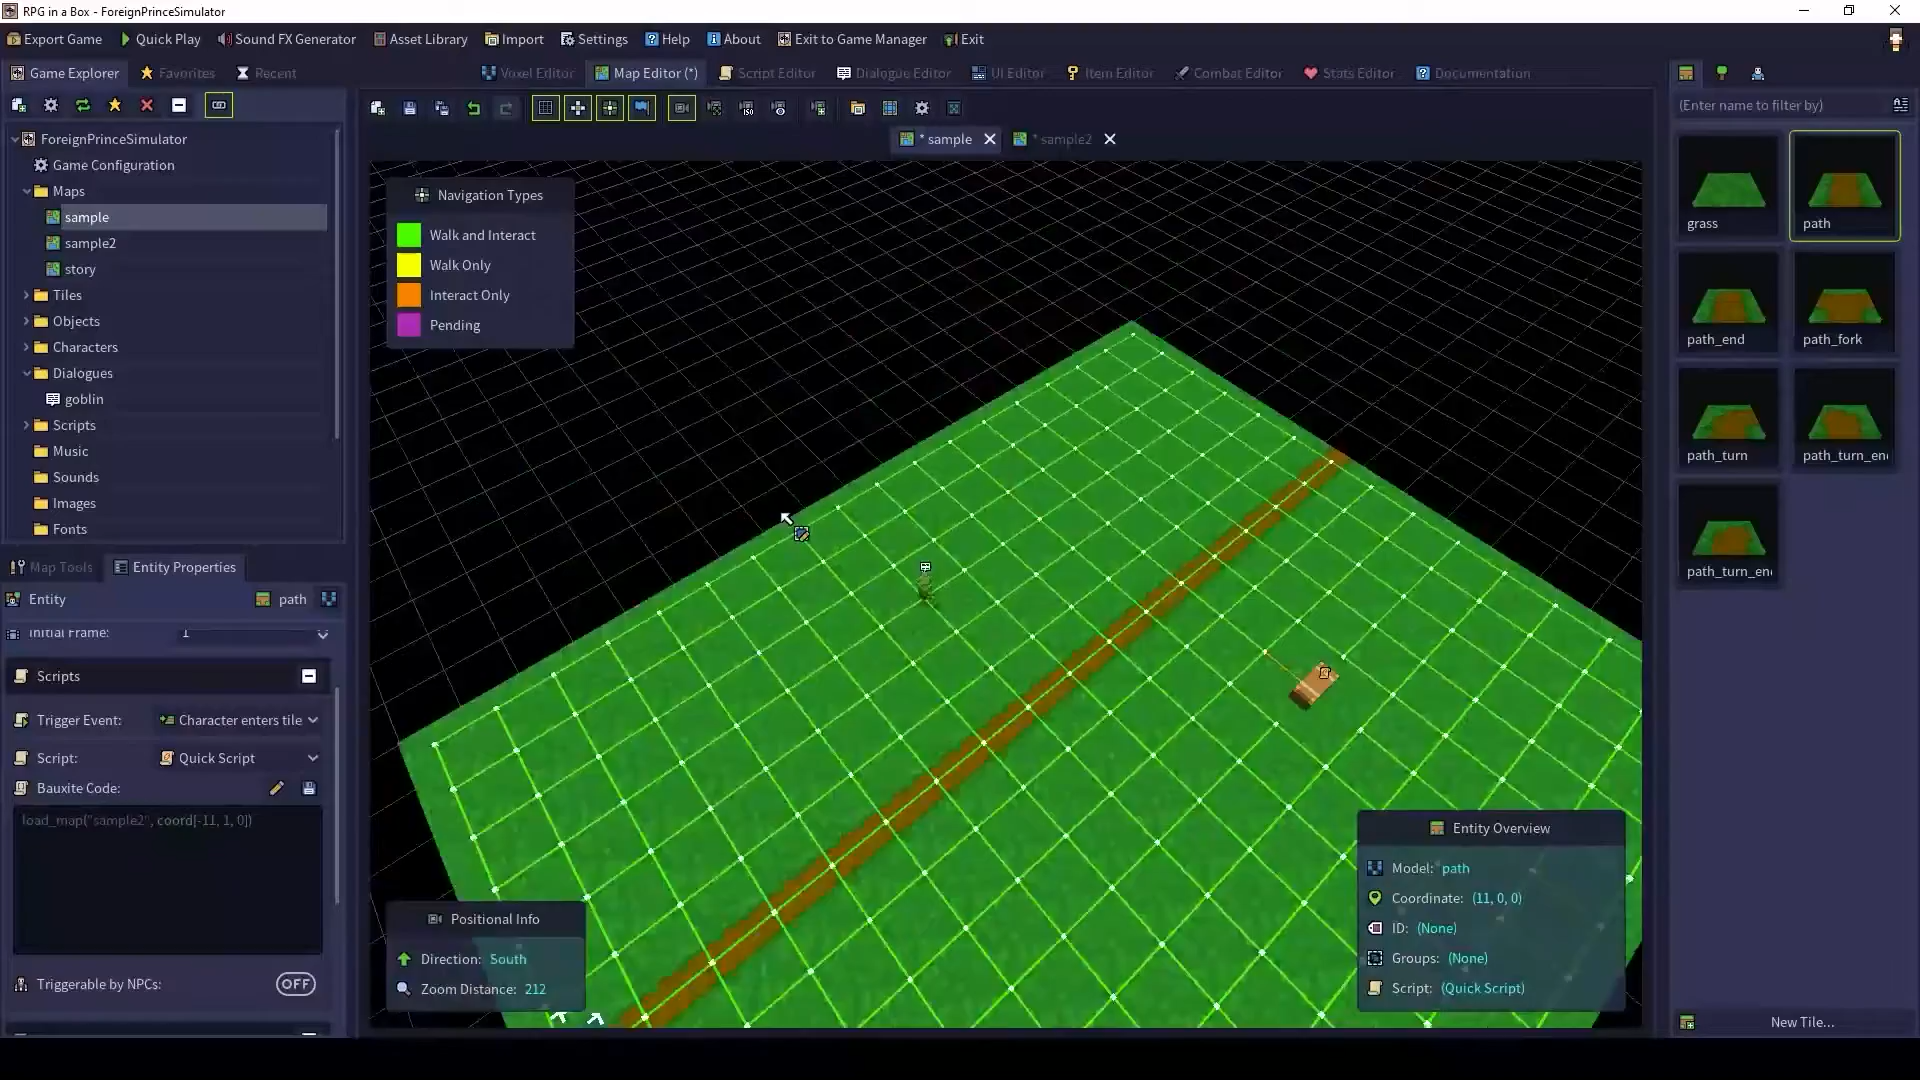 RPG in a Box - ForeignPrinceSimulator
Export Game Quick Play Sound FX Generator Asset Library Import Settings Help About Exit to Game Manager Exit
Game Explorer Favorites Recent
Voxel Editor Map Editor (*) Script Editor Dialogue Editor UI Editor Item Editor Combat Editor Stats Editor Documentation
(Enter name to filter by)
* sample
* sample2
ForeignPrinceSimulator
Game Configuration
Maps
sample
sample2
story
Tiles
Objects
Characters
Dialogues
goblin
Scripts
Music
Sounds
Images
Fonts
Map Tools Entity Properties
Entity path
Initial Frame: 1
Scripts
Trigger Event: Character enters tile
Script: Quick Script
Bauxite Code:
load_map("sample2", coord[-11, 1, 0])
Triggerable by NPCs: OFF
Navigation Types
Walk and Interact
Walk Only
Interact Only
Pending
ISO
Positional Info
Direction: South
Zoom Distance: 212
Entity Overview
Model: path
Coordinate: (11, 0, 0)
ID: (None)
Groups: (None)
Script: (Quick Script)
grass
path
path_end
path_fork
path_turn
path_turn_en
path_turn_en
New Tile...